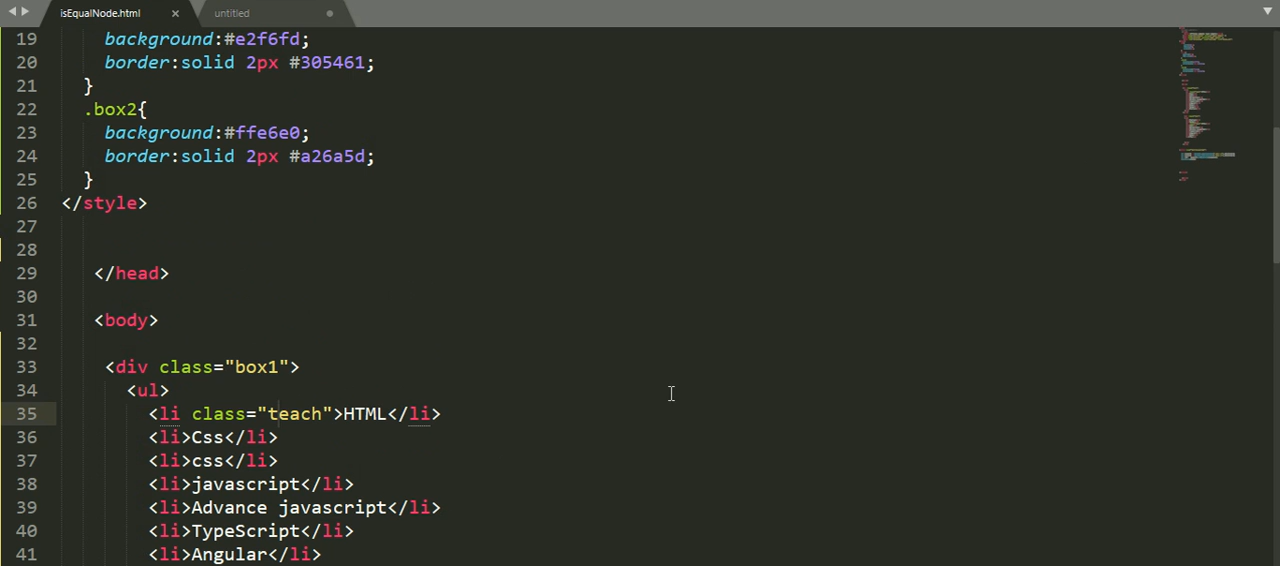 isEqualNode.html × untitled
19 background:#e2f6fd;
20 border:solid 2px #305461;
21 }
22 .box2{
23 background:#ffe6e0;
24 border:solid 2px #a26a5d;
25 }
26 </style>
27
28
29 </head>
30
31 <body>
32
33 <div class="box1">
34 <ul>
35 <li class="teach">HTML</li>
36 <li>Css</li>
37 <li>css</li>
38 <li>javascript</li>
39 <li>Advance javascript</li>
40 <li>TypeScript</li>
41 <li>Angular</li>